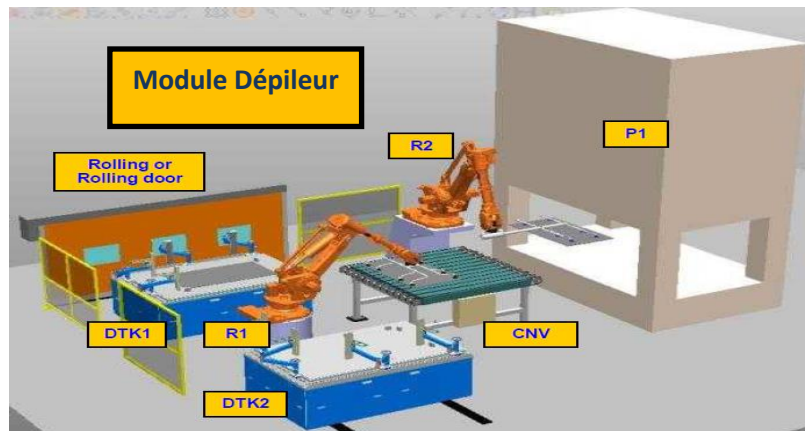 Module Dépileur
R2
P1
Rolling or
Rolling door
DTK1
R1
CNV
DTK2